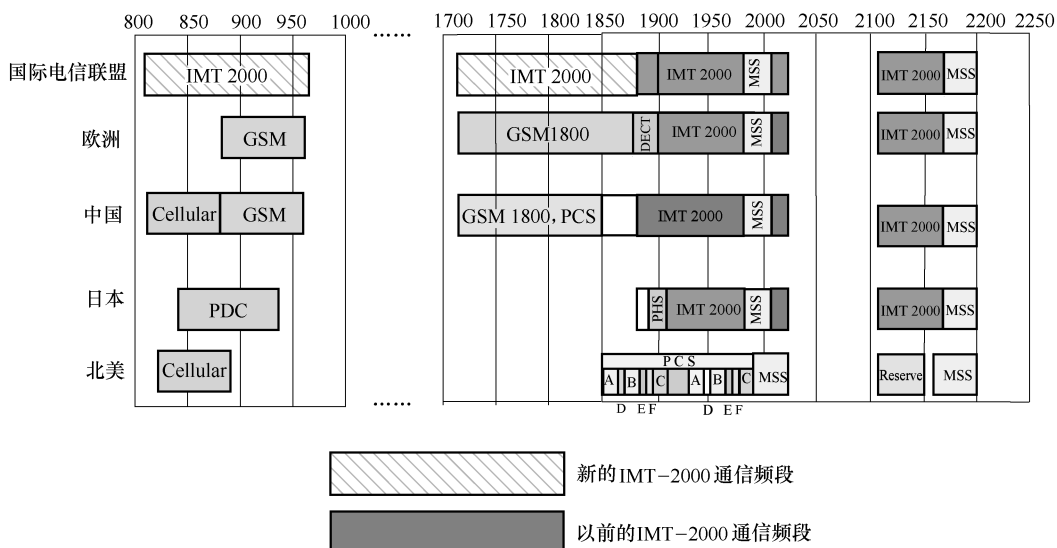 800 850 900 950 1000 …… 1700 1750 1800 1850 1900 1950 2000 2050 2100 2150 2200 2250
国际电信联盟 IMT 2000 IMT 2000 IMT 2000 MSS IMT 2000 MSS
欧洲 GSM GSM1800 DECT IMT 2000 MSS IMT 2000 MSS
中国 Cellular GSM GSM 1800, PCS IMT 2000 MSS IMT 2000 MSS
日本 PDC PHS IMT 2000 MSS IMT 2000 MSS
北美 Cellular PCS MSS Reserve MSS
A B C A B C
D E F D E F
……
新的IMT-2000通信频段
以前的IMT-2000通信频段